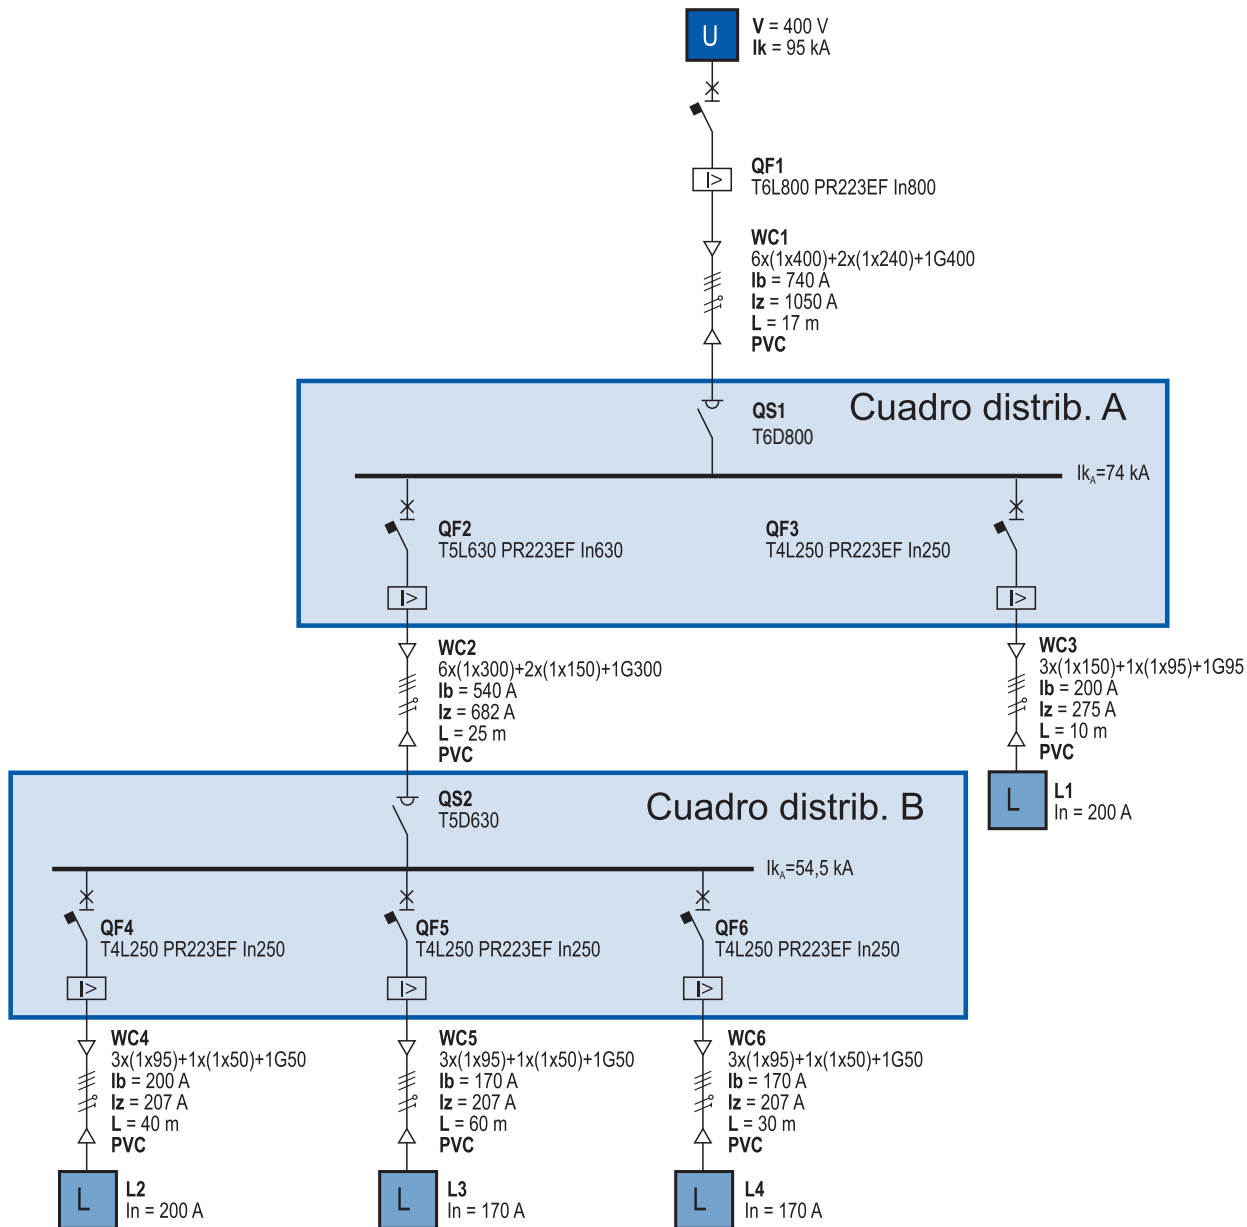 U
V = 400 V
Ik = 95 kA
QF1
T6L800 PR223EF In800
I>
WC1
6x(1x400)+2x(1x240)+1G400
Ib = 740 A
Iz = 1050 A
L = 17 m
PVC
Cuadro distrib. A
QS1
T6D800
IkA=74 kA
QF2
T5L630 PR223EF In630
I>
QF3
T4L250 PR223EF In250
I>
WC2
6x(1x300)+2x(1x150)+1G300
Ib = 540 A
Iz = 682 A
L = 25 m
PVC
WC3
3x(1x150)+1x(1x95)+1G95
Ib = 200 A
Iz = 275 A
L = 10 m
PVC
L
L1
In = 200 A
QS2
T5D630
Cuadro distrib. B
IkA=54,5 kA
QF4
T4L250 PR223EF In250
I>
QF5
T4L250 PR223EF In250
I>
QF6
T4L250 PR223EF In250
I>
WC4
3x(1x95)+1x(1x50)+1G50
Ib = 200 A
Iz = 207 A
L = 40 m
PVC
L
L2
In = 200 A
WC5
3x(1x95)+1x(1x50)+1G50
Ib = 170 A
Iz = 207 A
L = 60 m
PVC
L
L3
In = 170 A
WC6
3x(1x95)+1x(1x50)+1G50
Ib = 170 A
Iz = 207 A
L = 30 m
PVC
L
L4
In = 170 A